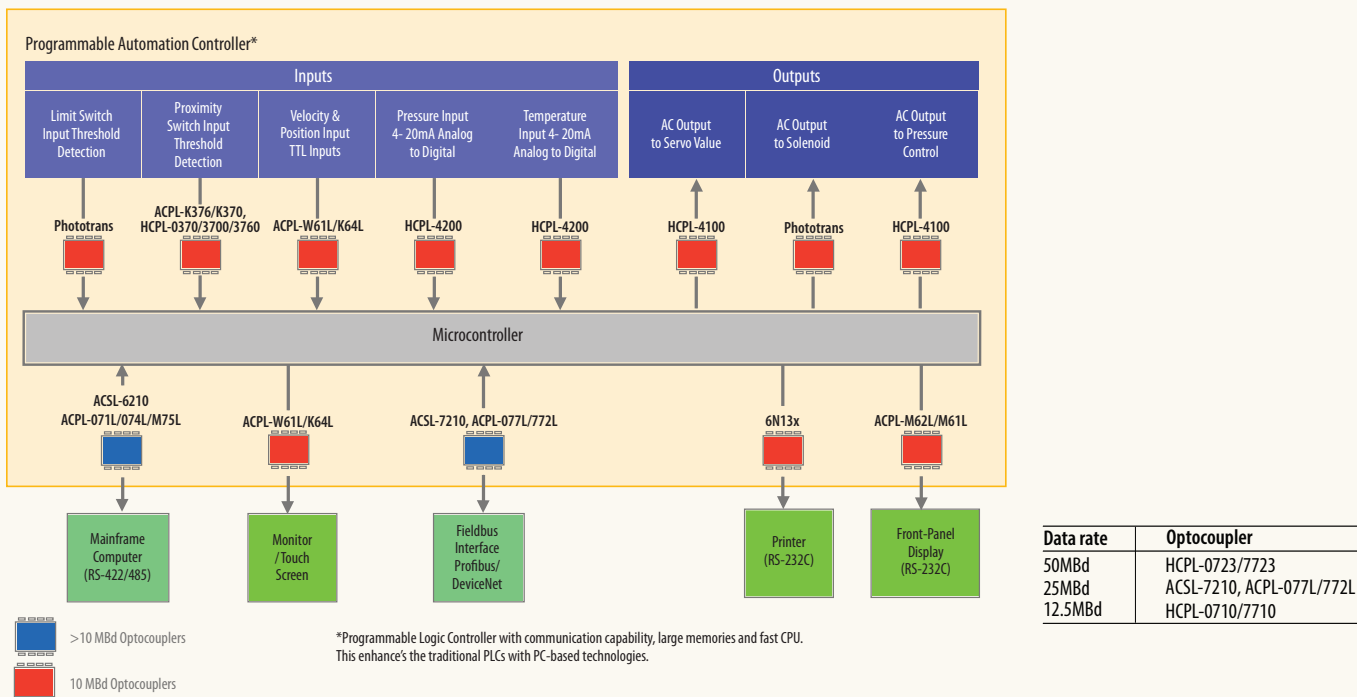 Programmable Automation Controller*
Inputs
Outputs
Limit Switch
Input Threshold
Detection
Proximity
Switch Input
Threshold
Detection
Velocity &
Position Input
TTL Inputs
Pressure Input
4- 20mA Analog
to Digital
Temperature
Input 4- 20mA
Analog to Digital
AC Output
to Servo Value
AC Output
to Solenoid
AC Output
to Pressure
Control
Phototrans
ACPL-K376/K370,
HCPL-0370/3700/3760
ACPL-W61L/K64L
HCPL-4200
HCPL-4200
HCPL-4100
Phototrans
HCPL-4100
Microcontroller
ACSL-6210
ACPL-071L/074L/M75L
ACPL-W61L/K64L
ACSL-7210, ACPL-077L/772L
6N13x
ACPL-M62L/M61L
Mainframe
Computer
(RS-422/485)
Monitor
/Touch
Screen
Fieldbus
Interface
Profibus/
DeviceNet
Printer
(RS-232C)
Front-Panel
Display
(RS-232C)
Data rate Optocoupler
50MBd HCPL-0723/7723
25MBd ACSL-7210, ACPL-077L/772L
12.5MBd HCPL-0710/7710
>10 MBd Optocouplers
10 MBd Optocouplers
*Programmable Logic Controller with communication capability, large memories and fast CPU.
This enhance's the traditional PLCs with PC-based technologies.